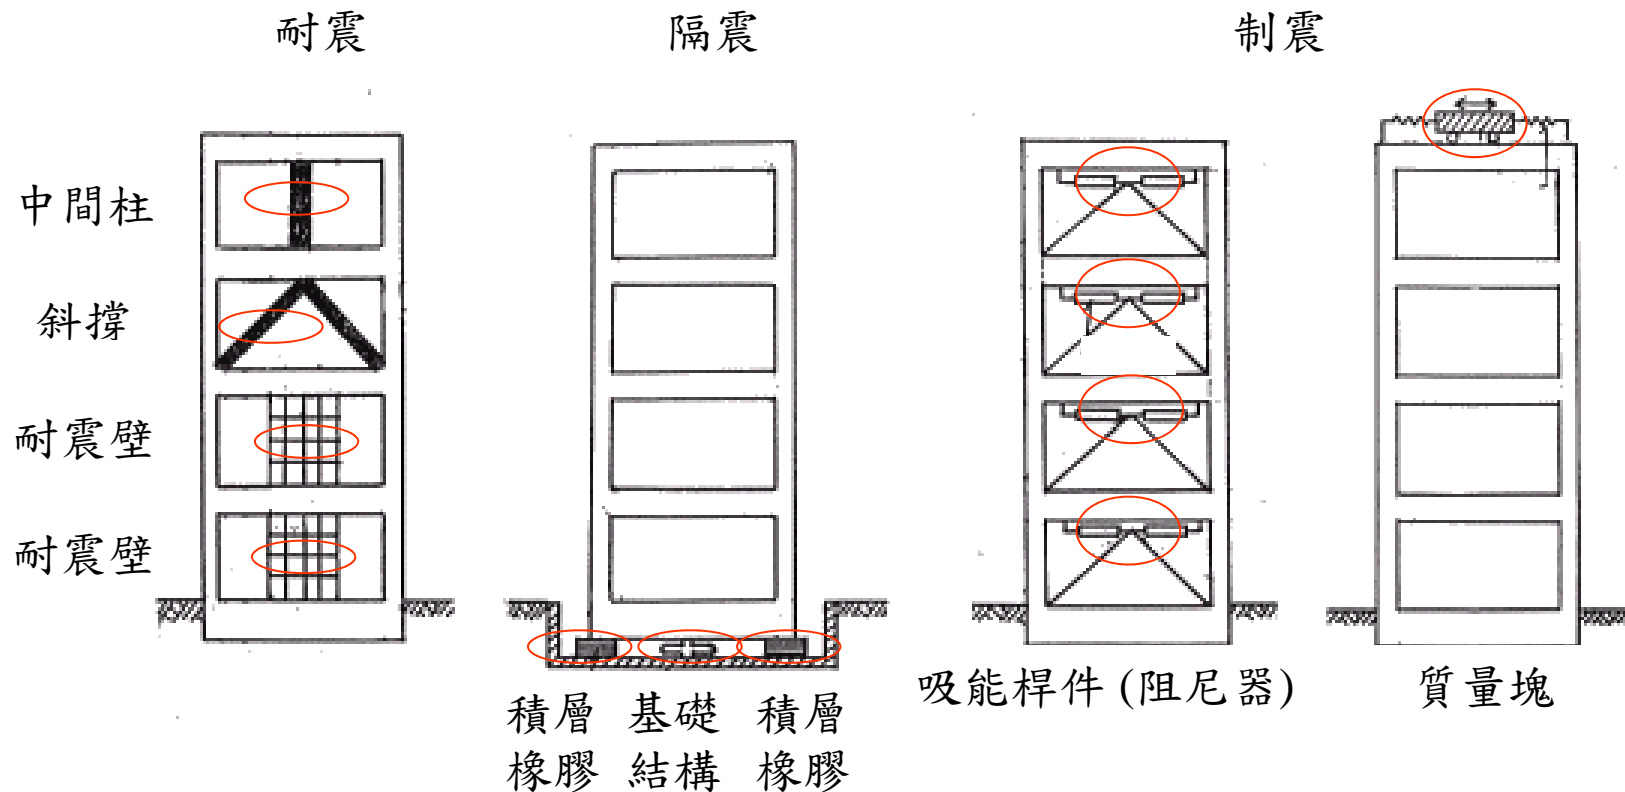 耐震
隔震
制震
中間柱
斜撐
耐震壁
耐震壁
積層橡膠
基礎結構
積層橡膠
吸能桿件(阻尼器)
質量塊